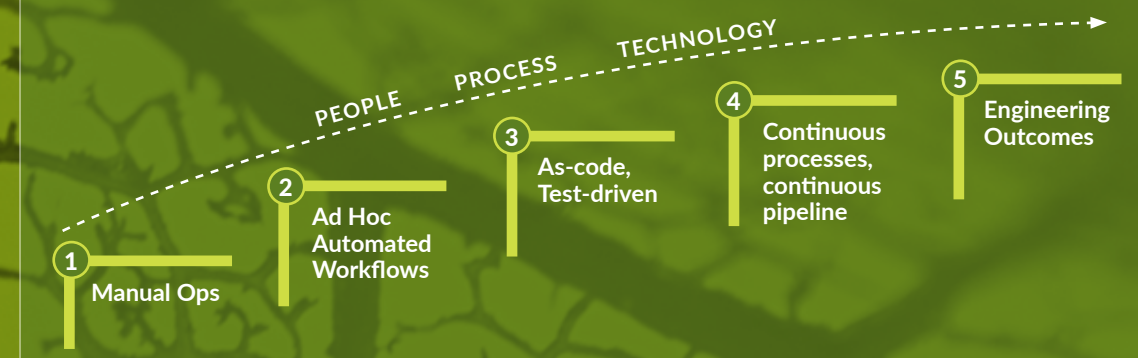 PEOPLE PROCESS TECHNOLOGY
1
Manual Ops
2
Ad Hoc
Automated
Workflows
3
As-code,
Test-driven
4
Continuous
processes,
continuous
pipeline
5
Engineering
Outcomes